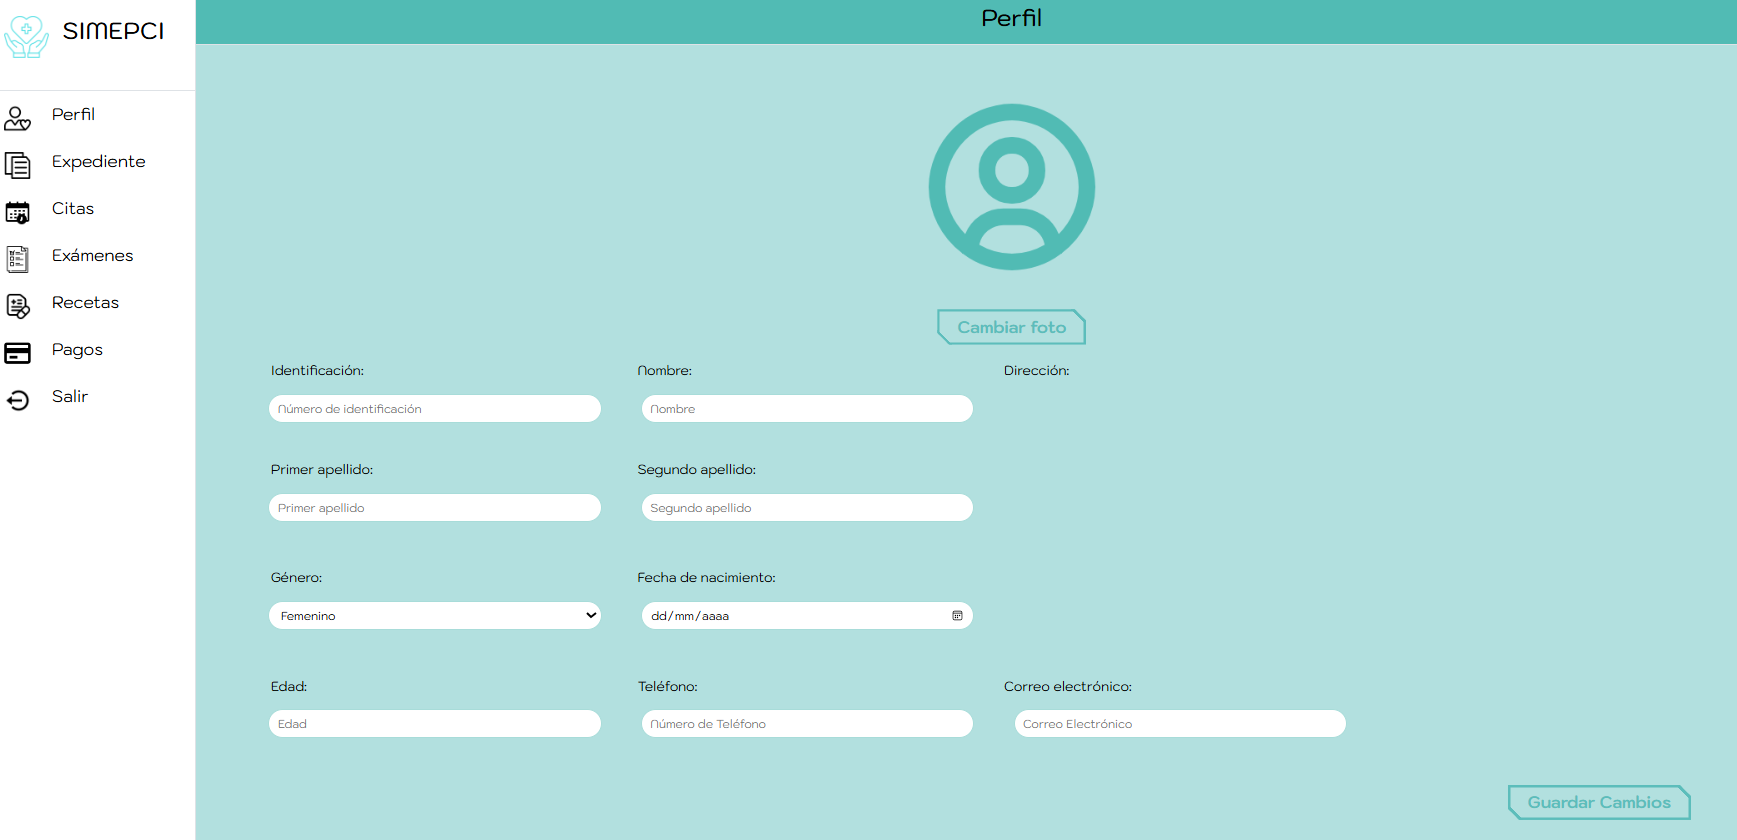 SIMEPCI
Perfil
Expediente
Citas
Exámenes
Recetas
Pagos
Salir
Perfil
Cambiar foto
Identificación: Nombre: Dirección:
Número de identificación Nombre
Primer apellido: Segundo apellido:
Primer apellido Segundo apellido
Género: Fecha de nacimiento:
Femenino dd/mm/aaaa
Edad: Teléfono: Correo electrónico:
Edad Número de Teléfono Correo Electrónico
Guardar Cambios